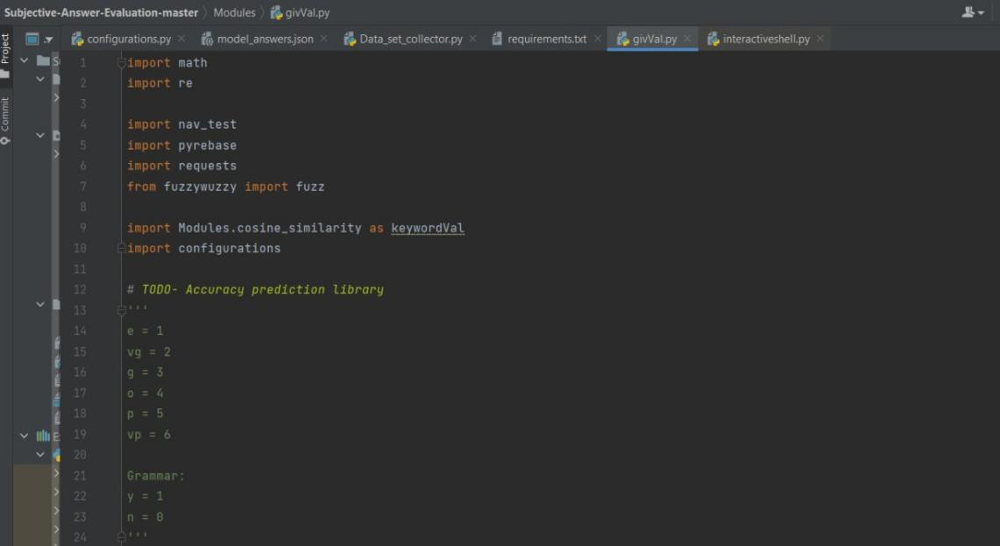 Subjective-Answer-Evaluation-master Modules givVal.py
Project
Commit
configurations.py model_answers.json Data_set_collector.py requirements.txt givVal.py interactiveshell.py
1 import math
2 import re
3
4 import nav_test
5 import pyrebase
6 import requests
7 from fuzzywuzzy import fuzz
8
9 import Modules.cosine_similarity as keywordVal
10 import configurations
11
12 # TODO- Accuracy prediction library
13 '''
14 e = 1
15 vg = 2
16 g = 3
17 o = 4
18 p = 5
19 vp = 6
20
21 Grammar:
22 y = 1
23 n = 0
24 '''